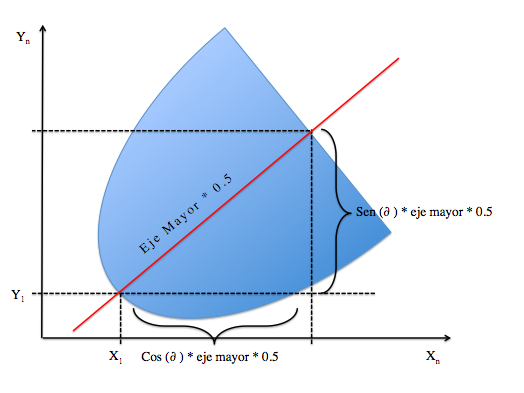 Yn
Eje Mayor * 0.5
Sen (∂ ) * eje mayor * 0.5
Y1
X1
Cos (∂ ) * eje mayor * 0.5
Xn